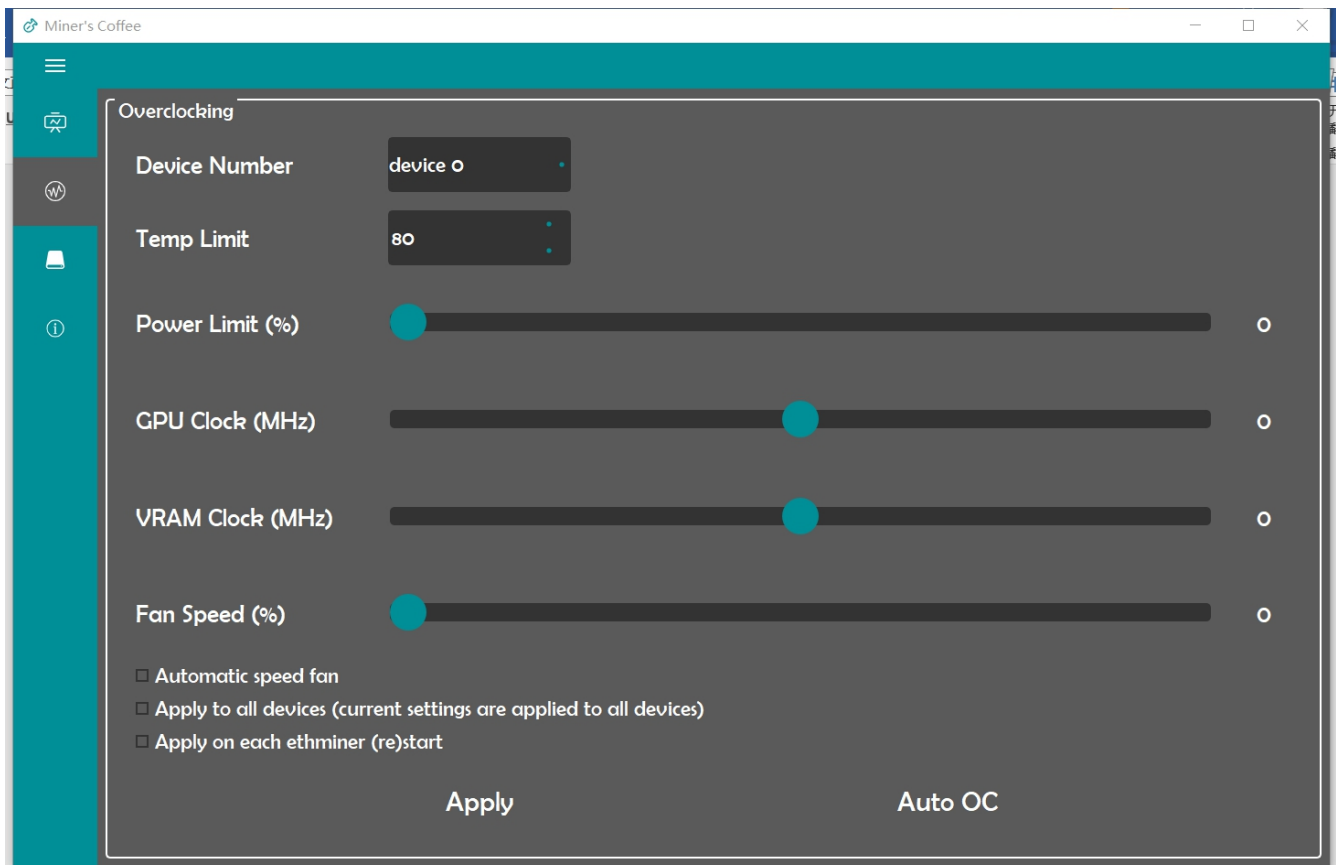 Miner's Coffee
Overclocking
Device Number device 0
Temp Limit 80
Power Limit (%) 0
GPU Clock (MHz) 0
VRAM Clock (MHz) 0
Fan Speed (%) 0
Automatic speed fan
Apply to all devices (current settings are applied to all devices)
Apply on each ethminer (re)start
Apply Auto OC